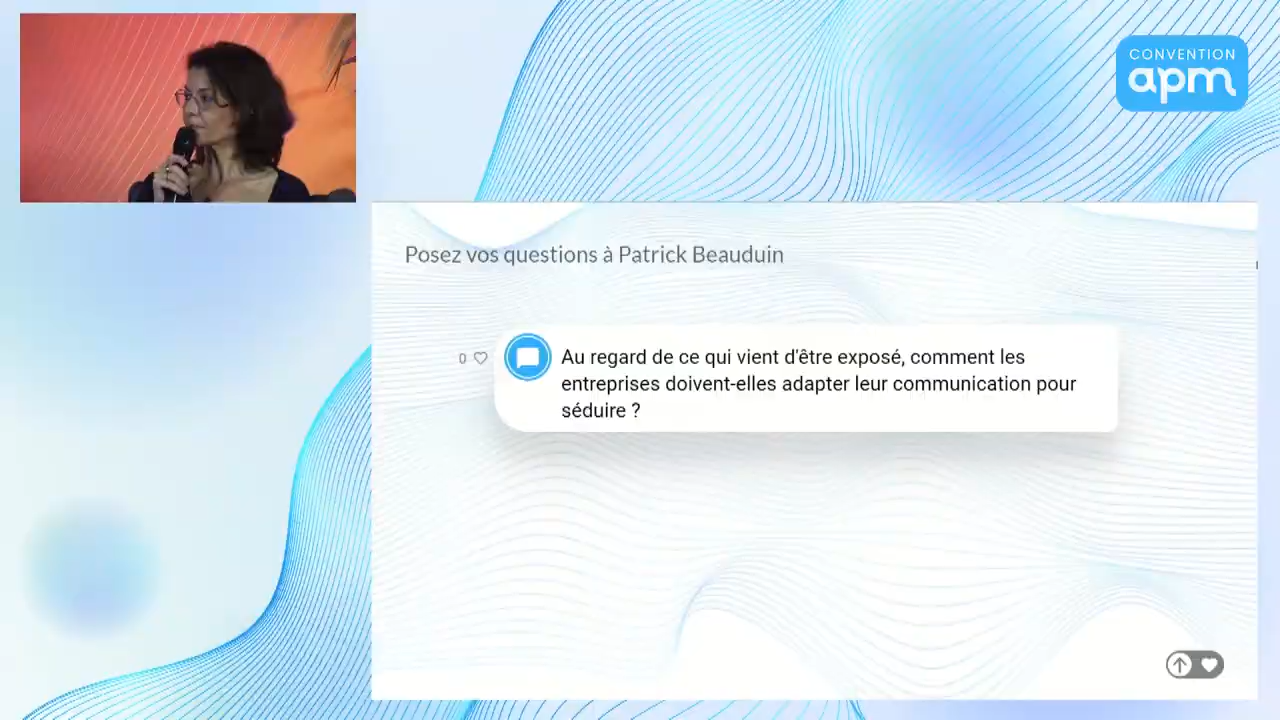 CONVENTION
apm
Posez vos questions à Patrick Beauduin
0
Au regard de ce qui vient d'être exposé, comment les
entreprises doivent-elles adapter leur communication pour
séduire ?